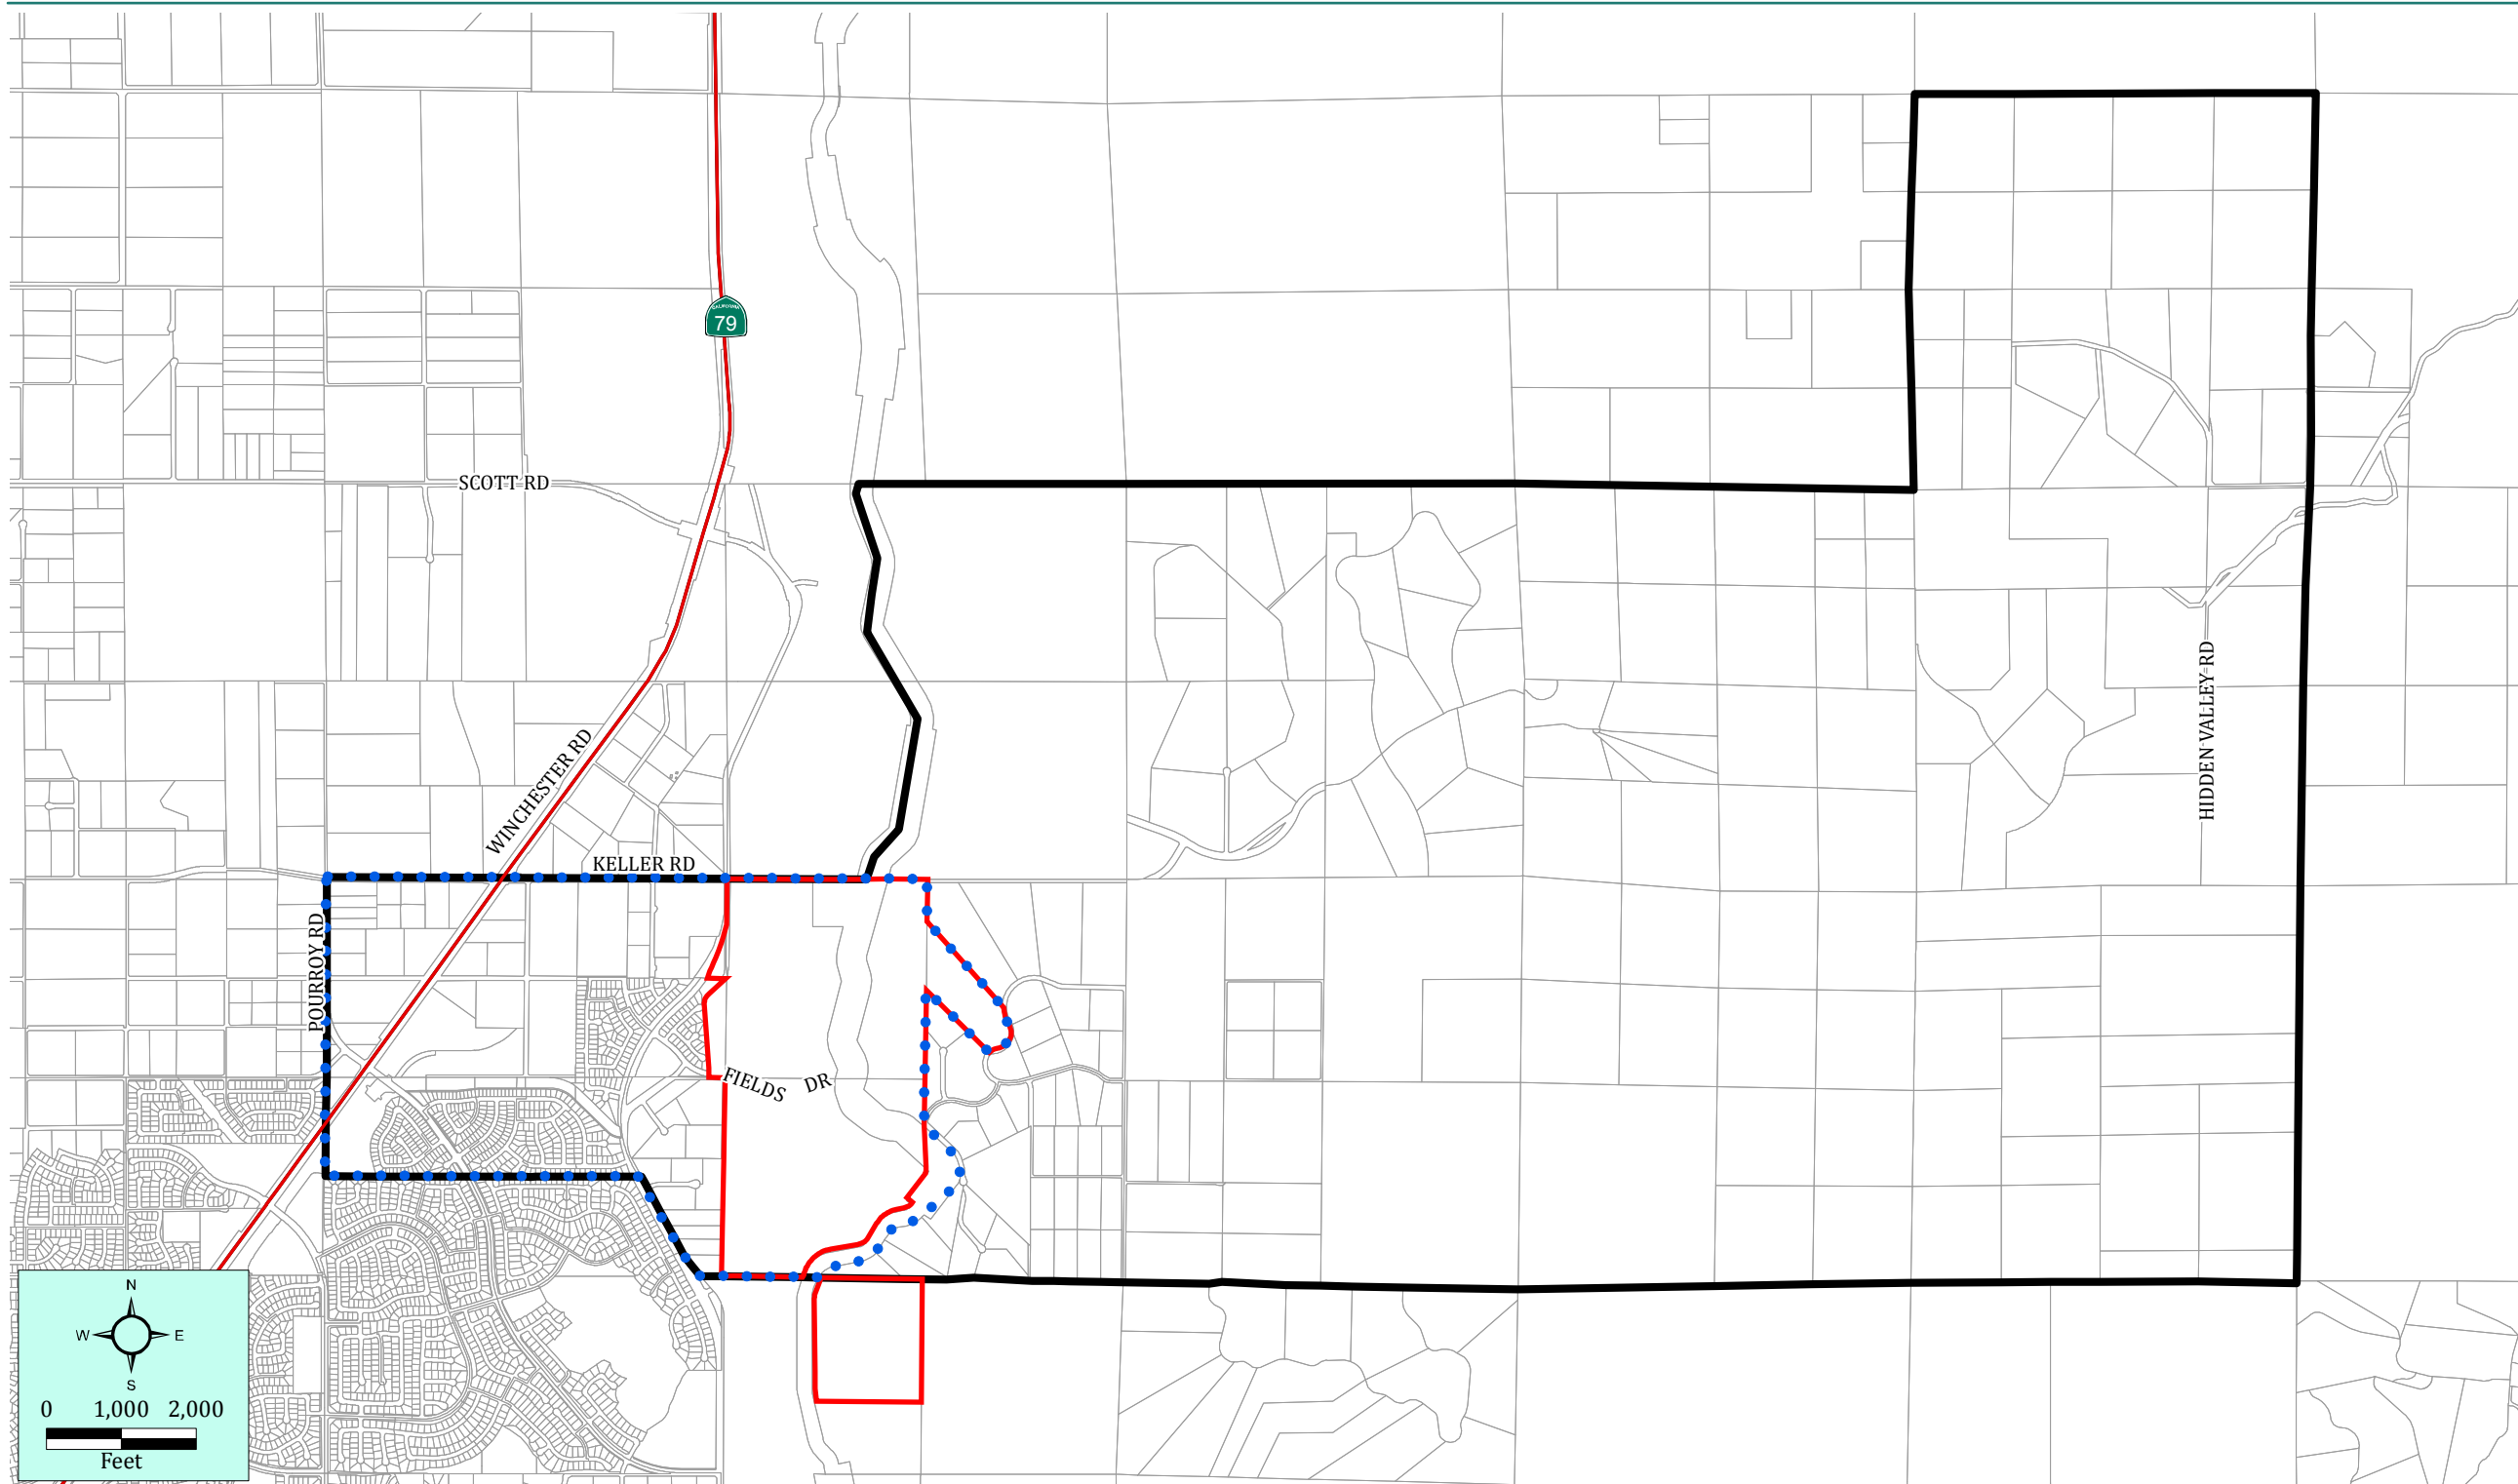 CALIFORNIA
79
SCOTT RD
WINCHESTER RD
HIDDEN VALLEY RD
KELLER RD
POURROY RD
FIELDS DR
N
W E
S
0 1,000 2,000
Feet